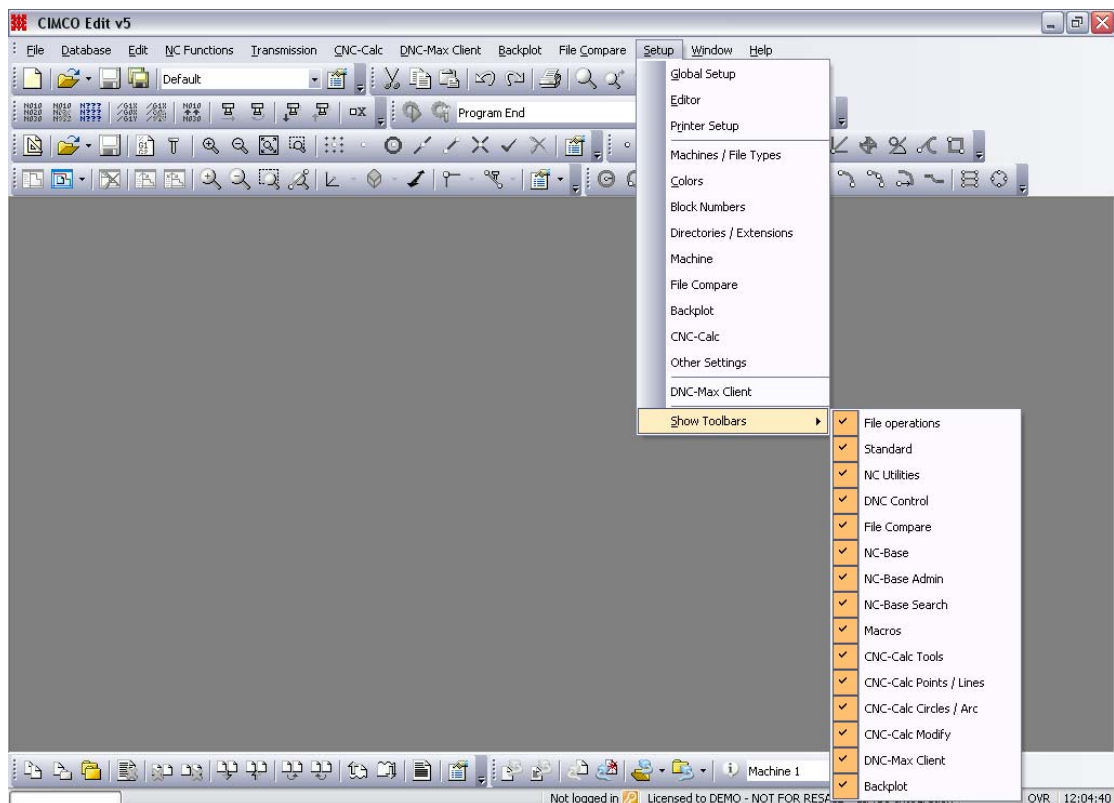 CIMCO Edit v5
File Database Edit NC Functions Transmission CNC-Calc DNC-Max Client Backplot File Compare Setup Window Help
Default
Program End
Global Setup
Editor
Printer Setup
Machines / File Types
Colors
Block Numbers
Directories / Extensions
Machine
File Compare
Backplot
CNC-Calc
Other Settings
DNC-Max Client
Show Toolbars
File operations
Standard
NC Utilities
DNC Control
File Compare
NC-Base
NC-Base Admin
NC-Base Search
Macros
CNC-Calc Tools
CNC-Calc Points / Lines
CNC-Calc Circles / Arc
CNC-Calc Modify
DNC-Max Client
Backplot
Machine 1
Not logged in Licensed to DEMO - NOT FOR OVR 12:04:40